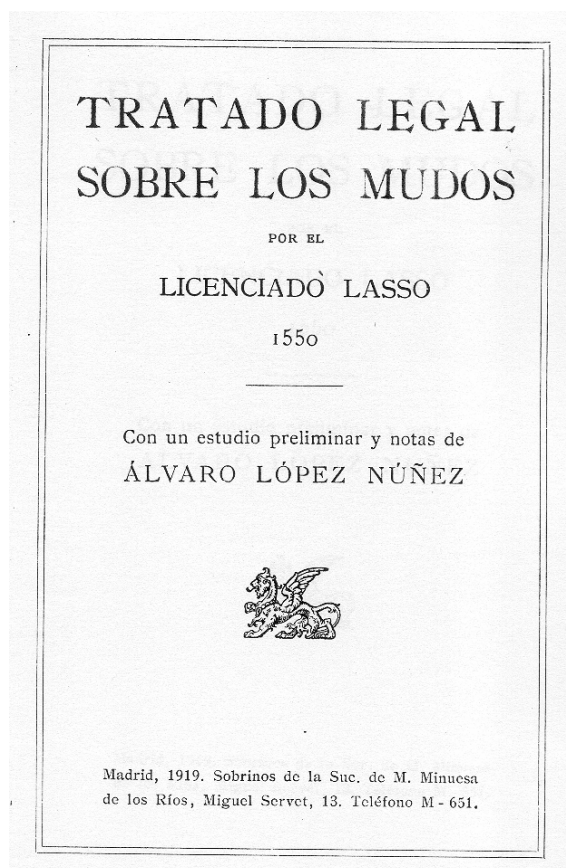 TRATADO LEGAL
SOBRE LOS MUDOS
POR EL
LICENCIADO LASSO
1550
Con un estudio preliminar y notas de
ÁLVARO LÓPEZ NÚÑEZ
Madrid, 1919. Sobrinos de la Suc. de M. Minuesa
de los Ríos, Miguel Servet, 13. Teléfono M - 651.